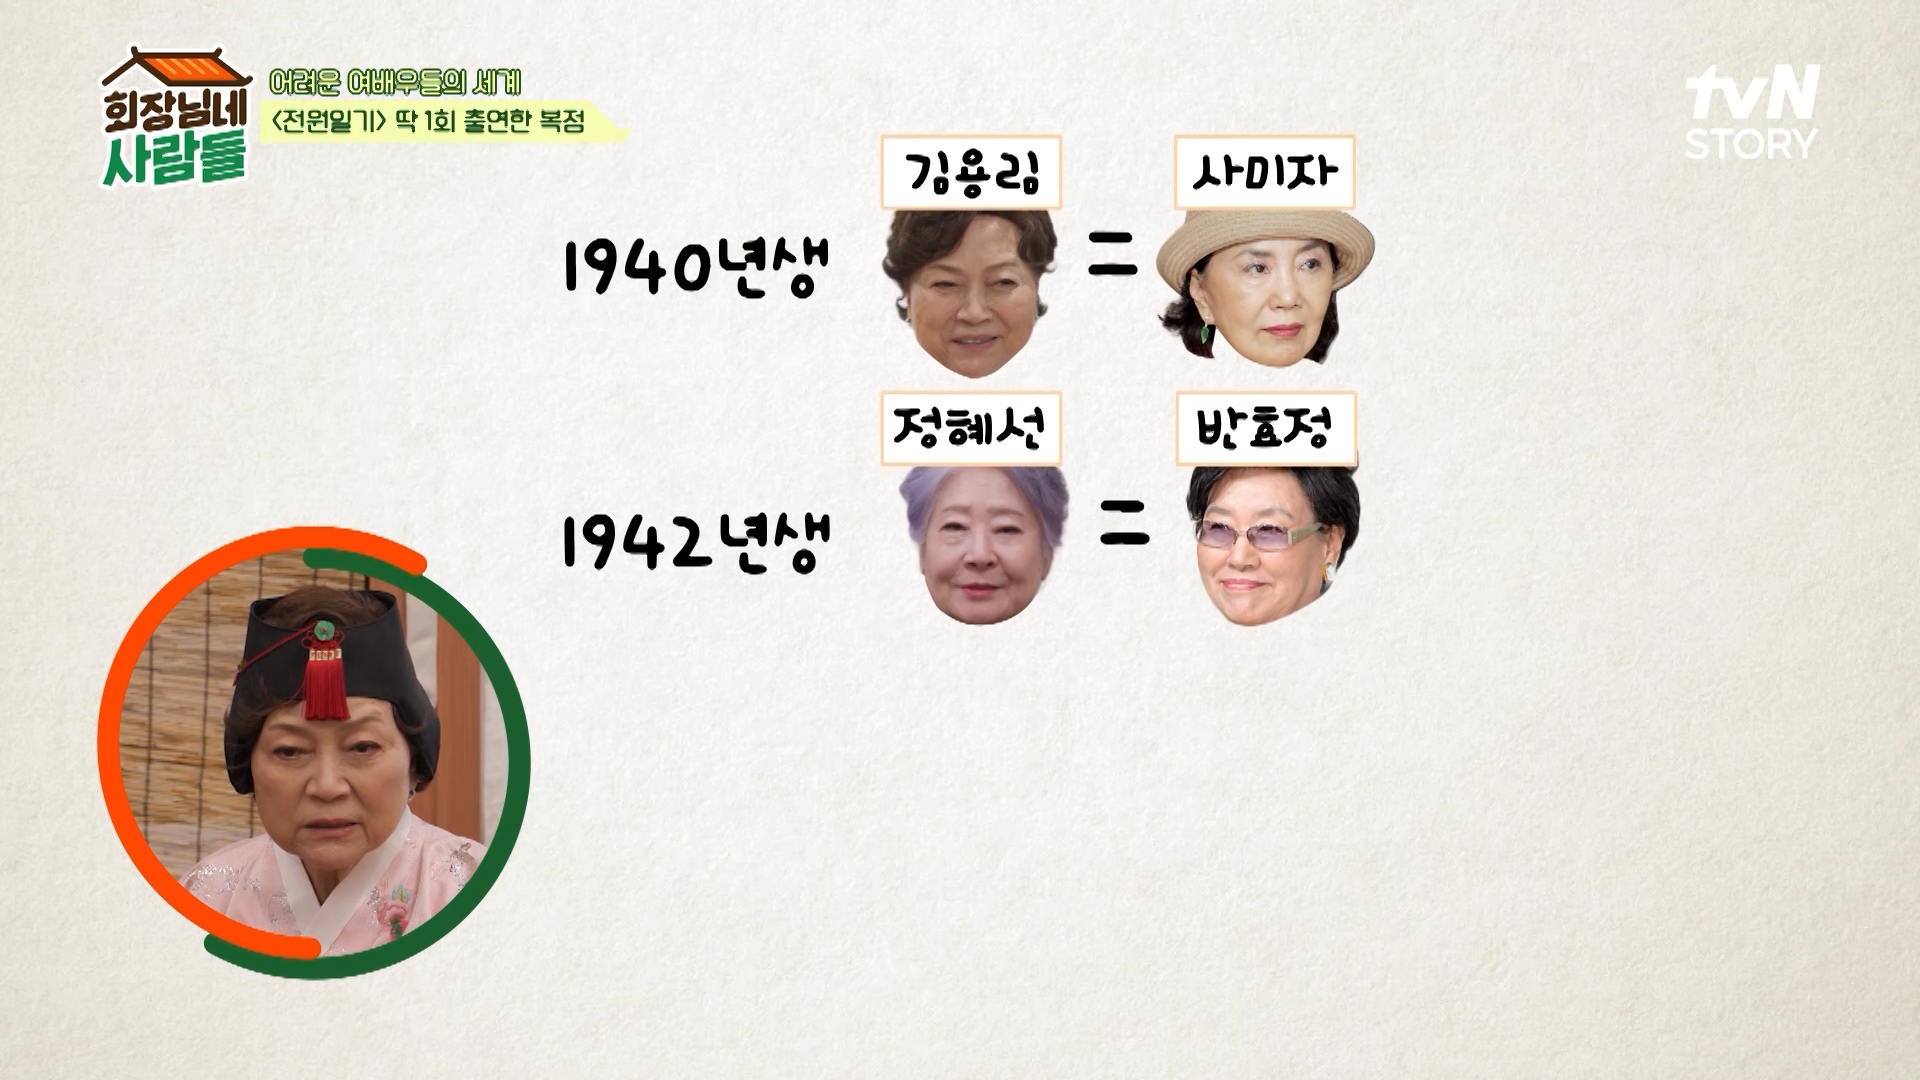 회장님네
사람들
어려운 여배우들의 세계
<전원일기> 딱 1회 출연한 복점
tvN
STORY
김용림
사미자
1940년생
=
정혜선
반효정
1942년생
=